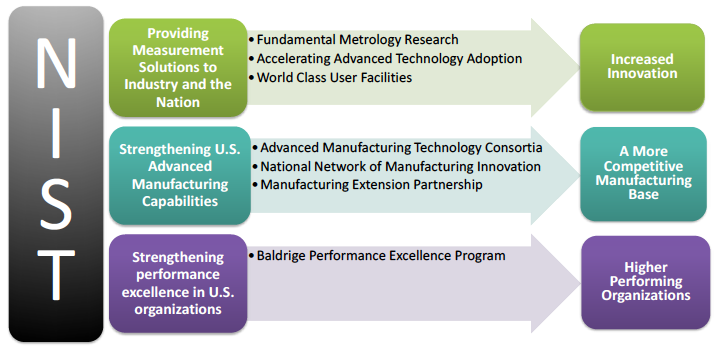 NIST
Providing
Measurement
Solutions to
Industry and the
Nation
• Fundamental Metrology Research
• Accelerating Advanced Technology Adoption
• World Class User Facilities
Increased
Innovation
Strengthening U.S.
Advanced
Manufacturing
Capabilities
• Advanced Manufacturing Technology Consortia
• National Network of Manufacturing Innovation
• Manufacturing Extension Partnership
A More
Competitive
Manufacturing
Base
Strengthening
performance
excellence in U.S.
organizations
• Baldrige Performance Excellence Program
Higher
Performing
Organizations